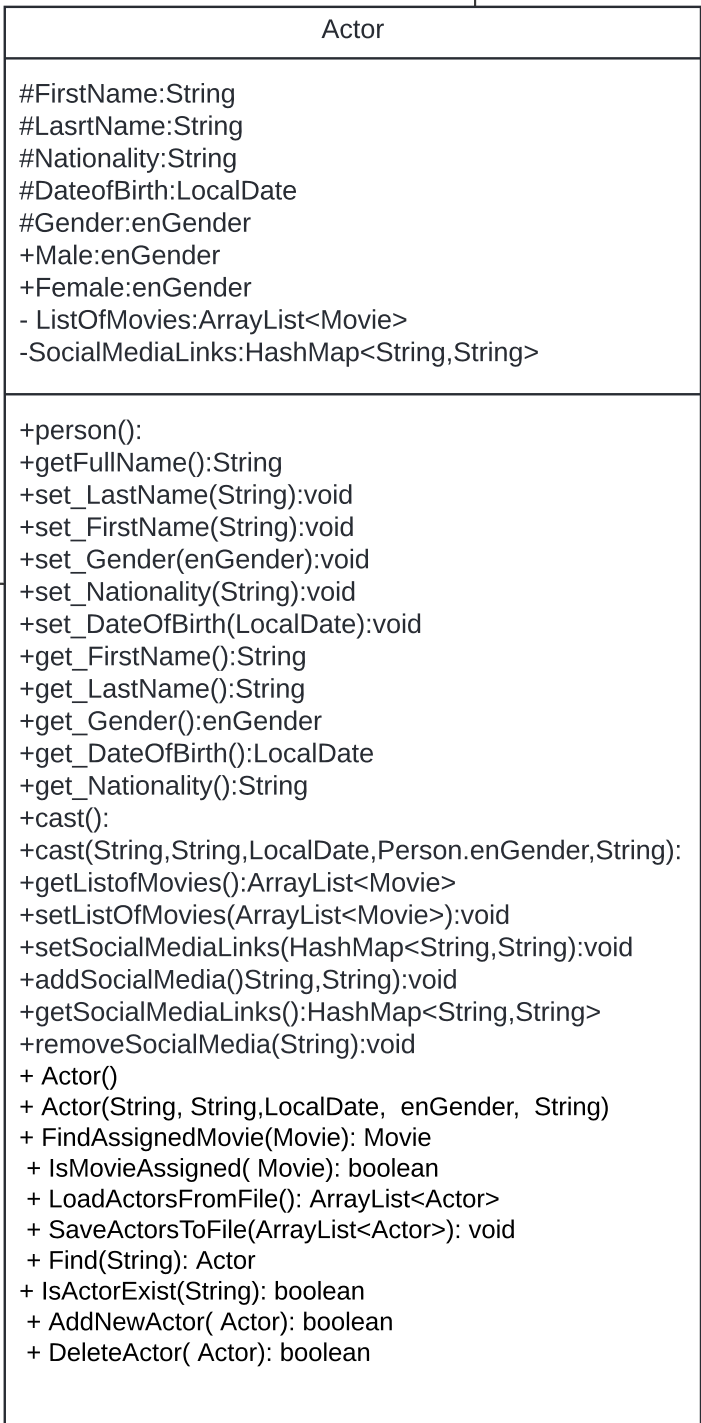 Actor
#FirstName:String
#LasrtName:String
#Nationality:String
#DateofBirth:LocalDate
#Gender:enGender
+Male:enGender
+Female:enGender
- ListOfMovies:ArrayList<Movie>
-SocialMediaLinks:HashMap<String,String>
+person():
+getFullName():String
+set_LastName(String):void
+set_FirstName(String):void
+set_Gender(enGender):void
+set_Nationality(String):void
+set_DateOfBirth(LocalDate):void
+get_FirstName():String
+get_LastName():String
+get_Gender():enGender
+get_DateOfBirth():LocalDate
+get_Nationality():String
+cast():
+cast(String,String,LocalDate,Person.enGender,String):
+getListofMovies():ArrayList<Movie>
+setListOfMovies(ArrayList<Movie>):void
+setSocialMediaLinks(HashMap<String,String):void
+addSocialMedia()String,String):void
+getSocialMediaLinks():HashMap<String,String>
+removeSocialMedia(String):void
+ Actor()
+ Actor(String, String,LocalDate,  enGender,  String)
+ FindAssignedMovie(Movie): Movie
+ IsMovieAssigned( Movie): boolean
+ LoadActorsFromFile(): ArrayList<Actor>
+ SaveActorsToFile(ArrayList<Actor>): void
+ Find(String): Actor
+ IsActorExist(String): boolean
+ AddNewActor( Actor): boolean
+ DeleteActor( Actor): boolean